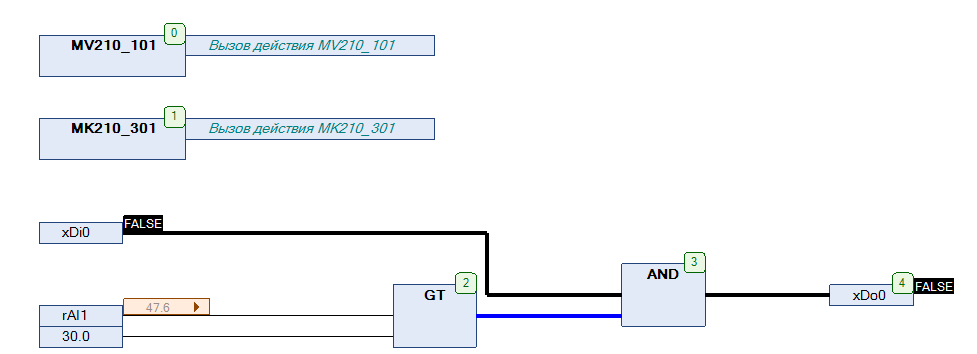 0
MV210_101
Вызов действия MV210_101
1
MK210_301
Вызов действия MK210_301
xDi0
FALSE
3
AND
2
GT
4
xDo0
FALSE
rAI1
47.6
30.0